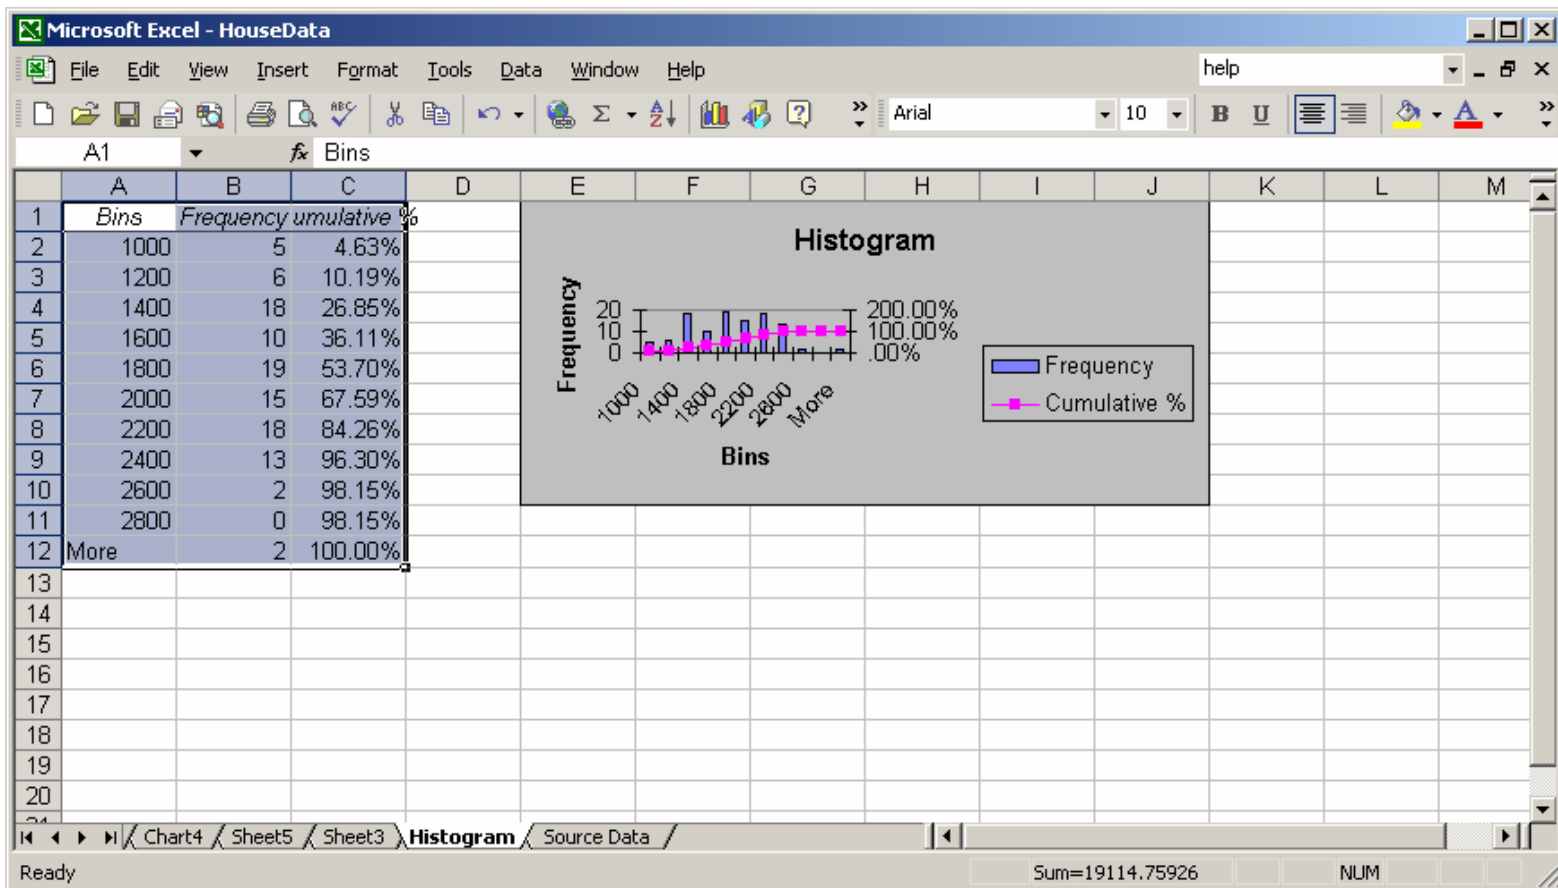 Microsoft Excel - HouseData
File Edit View Insert Format Tools Data Window Help help
ABC Σ A Z ? » Arial 10 B U A »
A1 fx Bins
A B C D E F G H I J K L M
1 Bins Frequency umulative %
2 1000 5 4.63%
3 1200 6 10.19%
4 1400 18 26.85%
5 1600 10 36.11%
6 1800 19 53.70%
7 2000 15 67.59%
8 2200 18 84.26%
9 2400 13 96.30%
10 2600 2 98.15%
11 2800 0 98.15%
12 More 2 100.00%
13
14
15
16
17
18
19
20
Histogram
Frequency
20
10
0
200.00%
100.00%
.00%
1000 1400 1800 2200 2600 More
Bins
Frequency
Cumulative %
Chart4 Sheet5 Sheet3 Histogram Source Data
Ready Sum=19114.75926 NUM